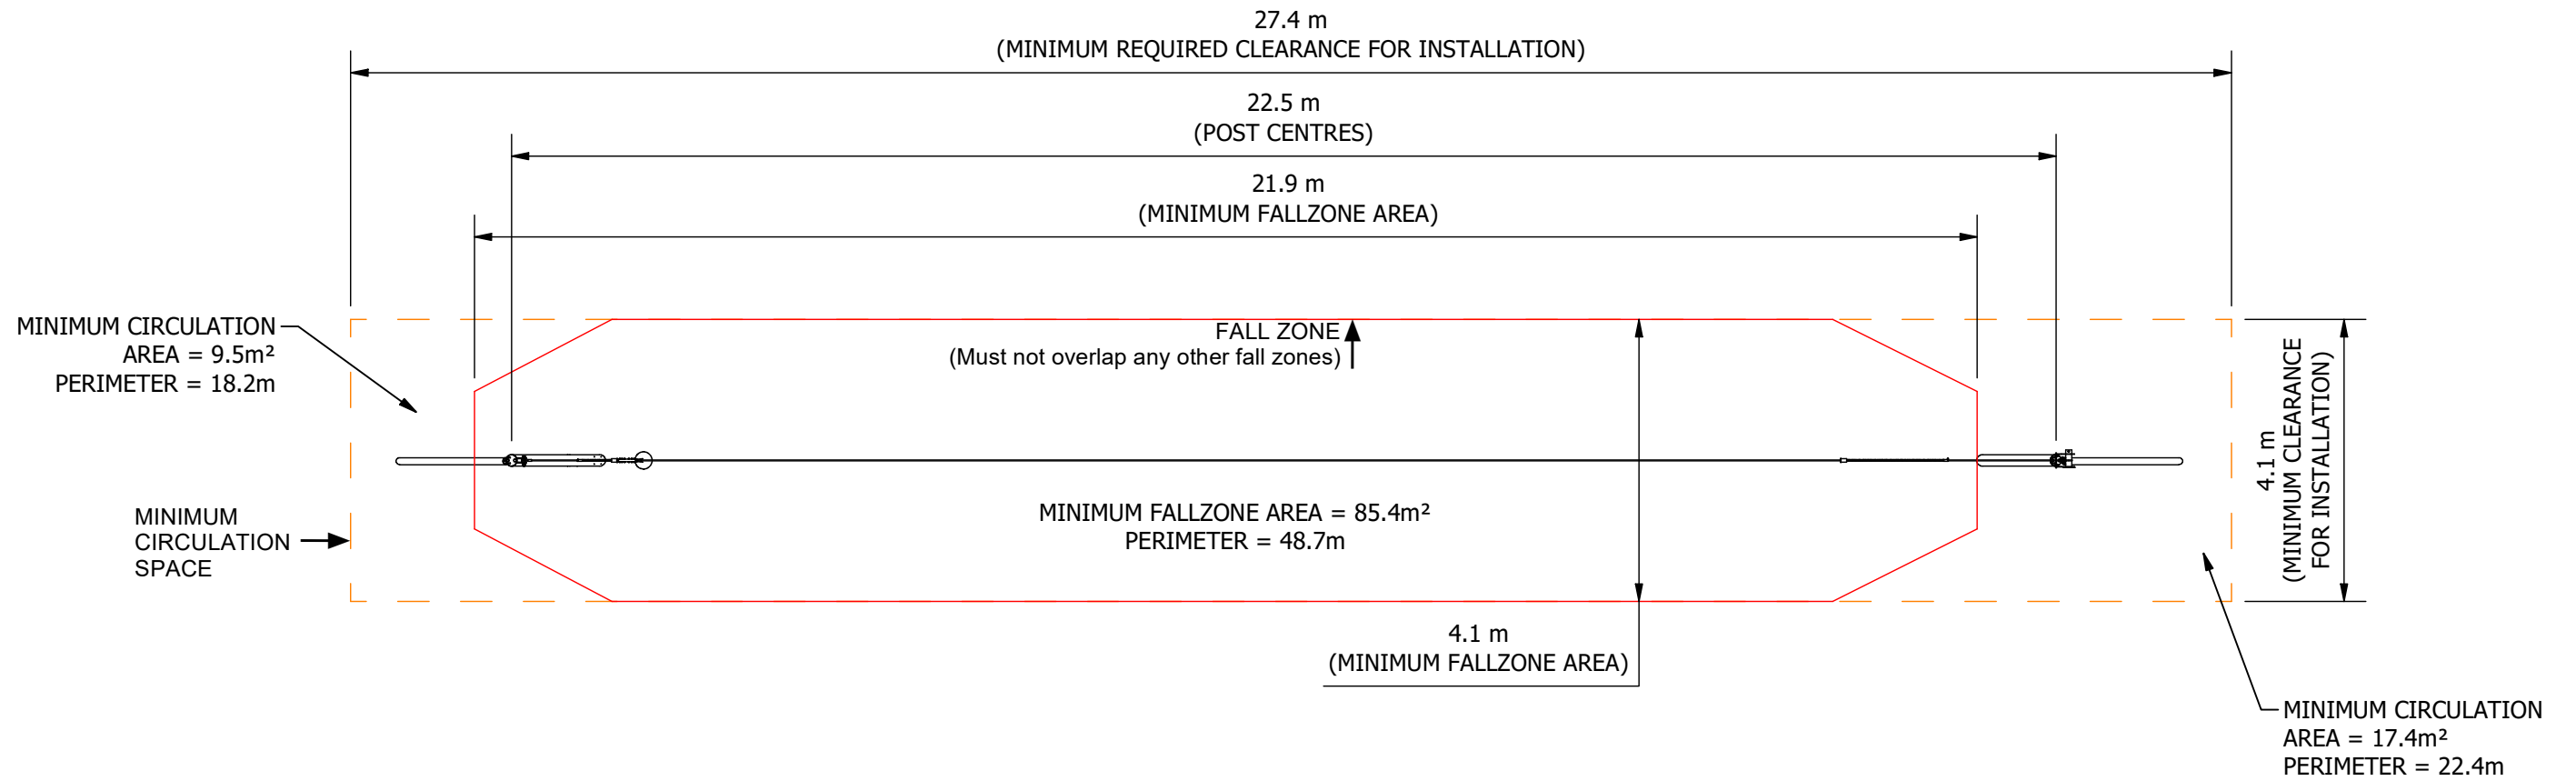 27.4 m
(MINIMUM REQUIRED CLEARANCE FOR INSTALLATION)
22.5 m
(POST CENTRES)
21.9 m
(MINIMUM FALLZONE AREA)
MINIMUM CIRCULATION
AREA = 9.5m²
PERIMETER = 18.2m
FALL ZONE
(Must not overlap any other fall zones)
4.1 m
(MINIMUM CLEARANCE
FOR INSTALLATION)
MINIMUM
CIRCULATION
SPACE
MINIMUM FALLZONE AREA = 85.4m²
PERIMETER = 48.7m
4.1 m
(MINIMUM FALLZONE AREA)
MINIMUM CIRCULATION
AREA = 17.4m²
PERIMETER = 22.4m